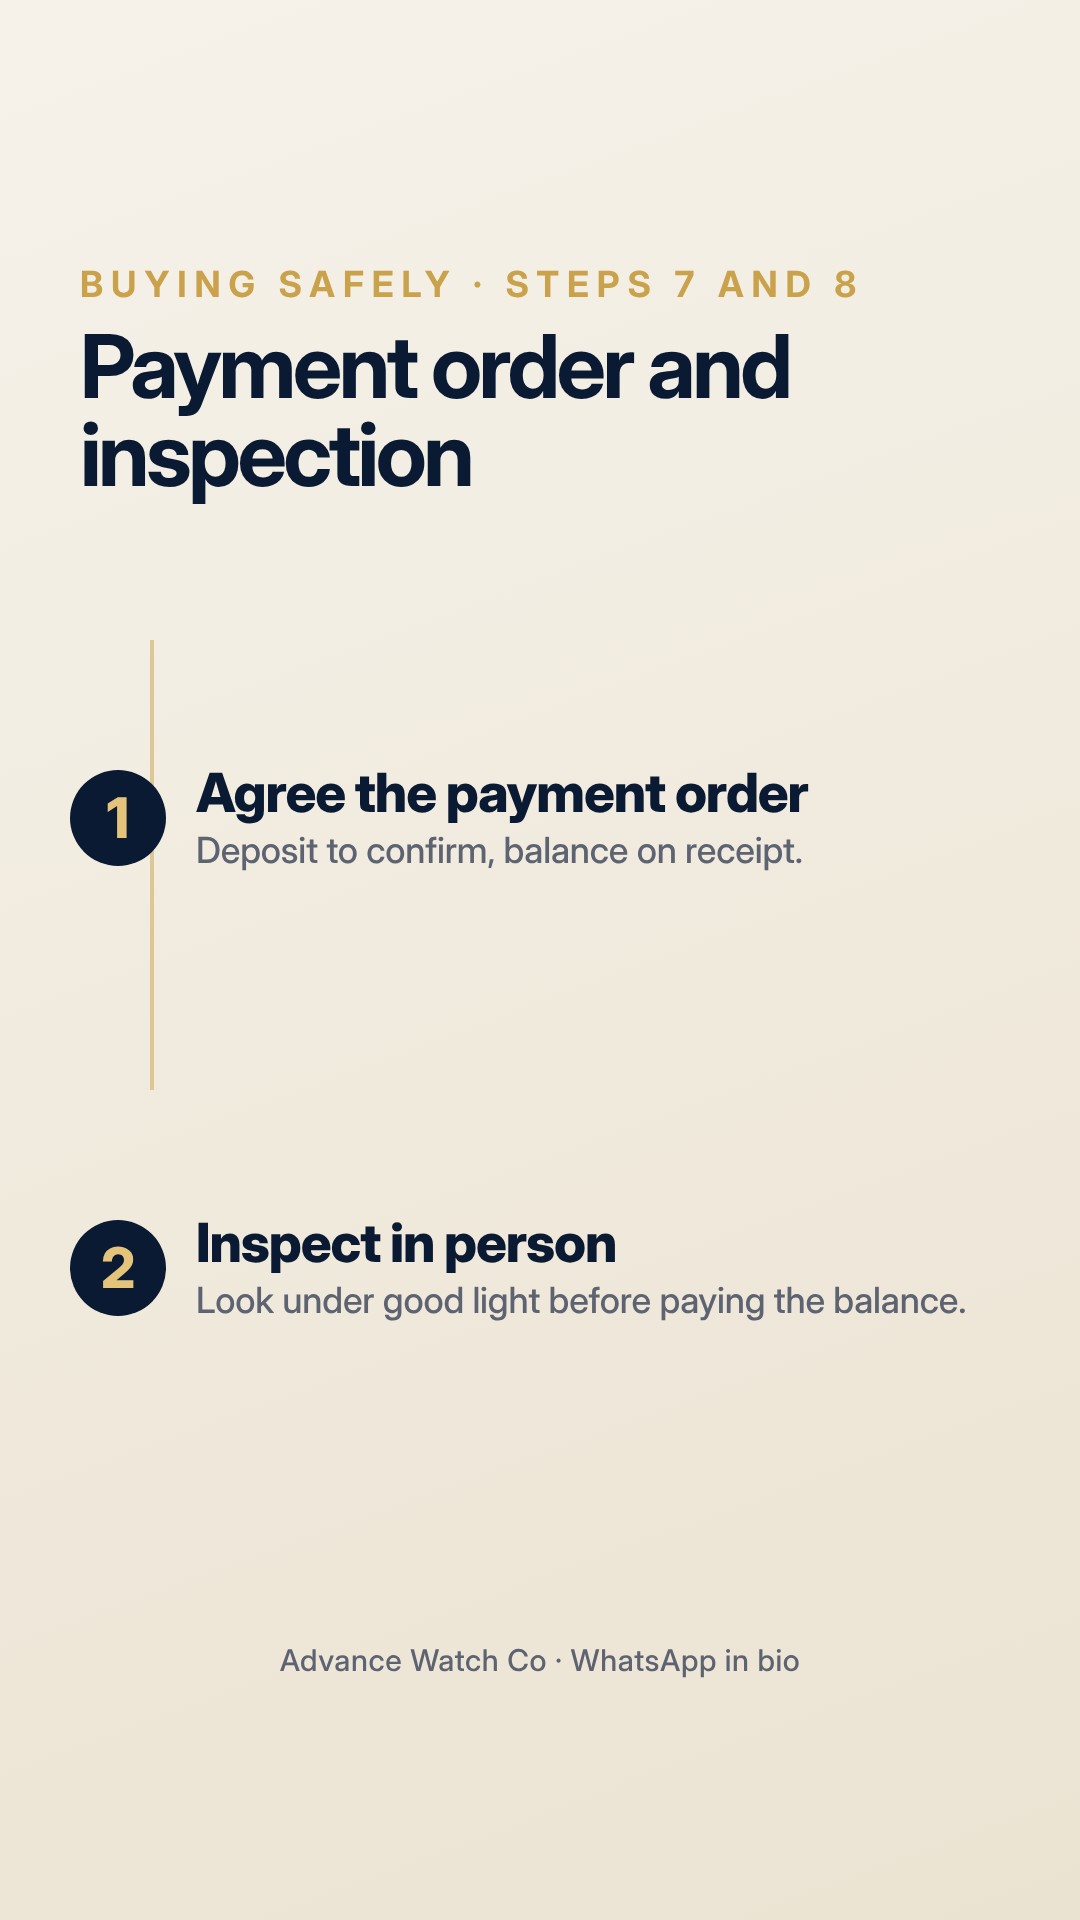 BUYING SAFELY · STEPS 7 AND 8
Payment order and
inspection
1
Agree the payment order
Deposit to confirm, balance on receipt.
2
Inspect in person
Look under good light before paying the balance.
Advance Watch Co · WhatsApp in bio